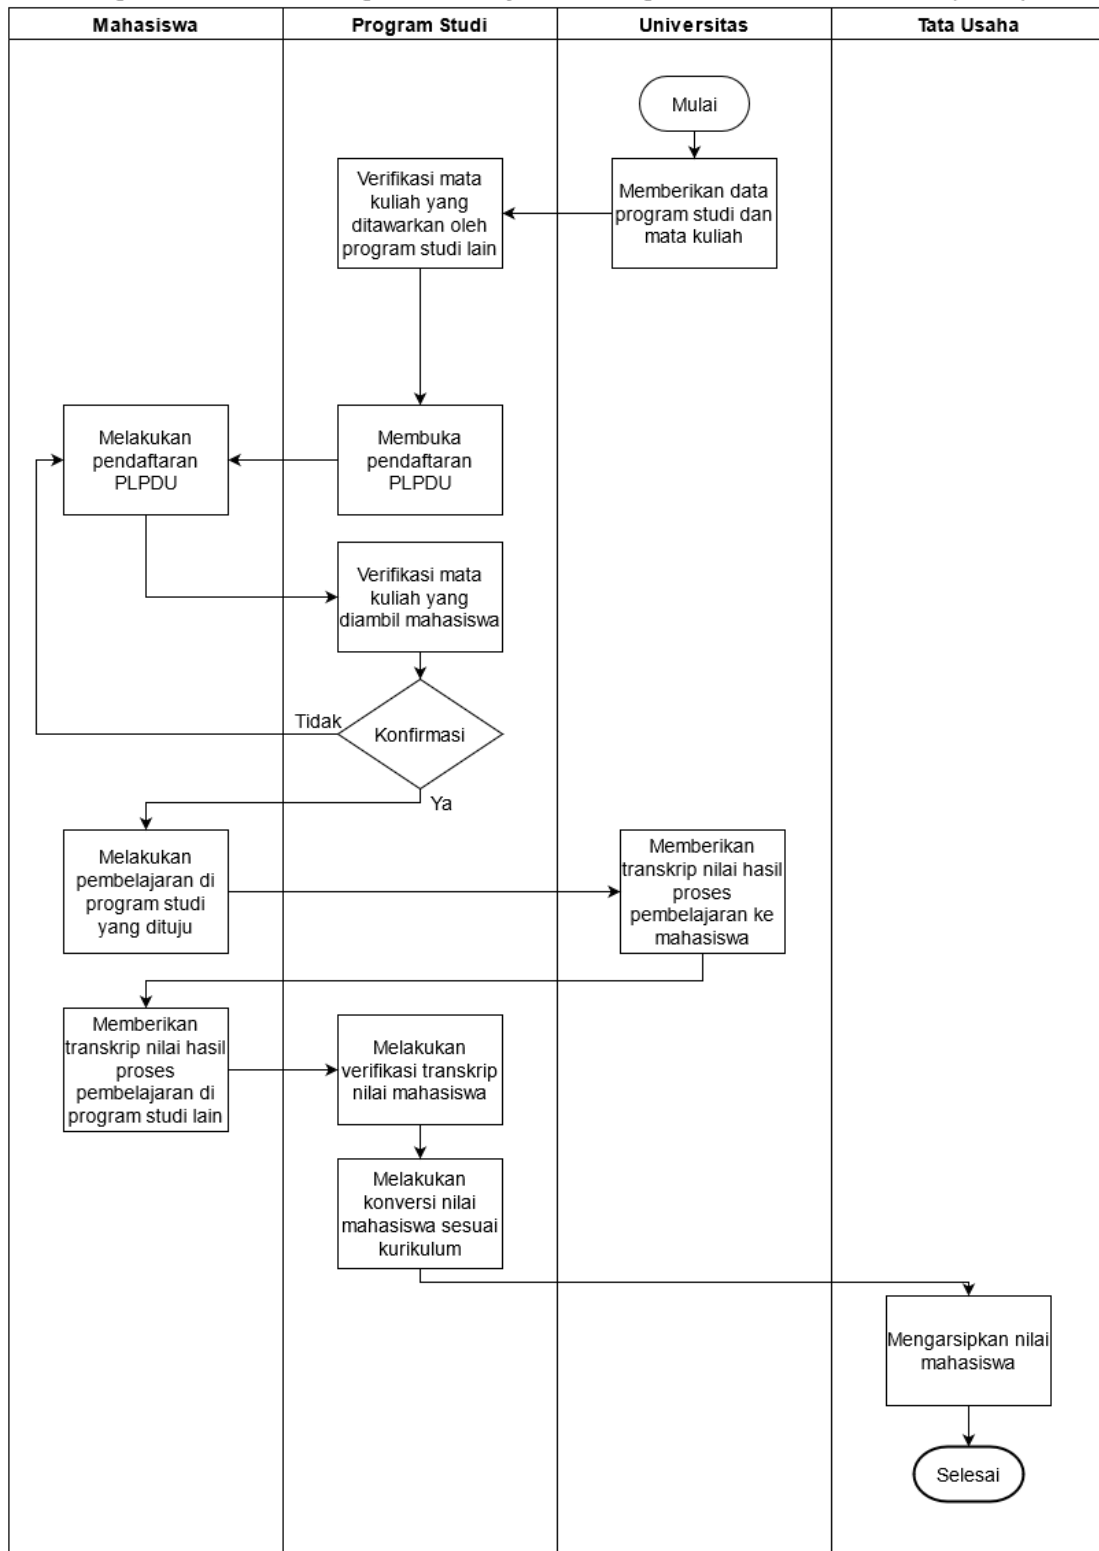 Mahasiswa
Program Studi
Universitas
Tata Usaha
Mulai
Memberikan data
program studi dan
mata kuliah
Verifikasi mata
kuliah yang
ditawarkan oleh
program studi lain
Membuka
pendaftaran
PLPDU
Melakukan
pendaftaran
PLPDU
Verifikasi mata
kuliah yang
diambil mahasiswa
Konfirmasi
Tidak
Ya
Melakukan
pembelajaran di
program studi
yang dituju
Memberikan
transkrip nilai hasil
proses
pembelajaran ke
mahasiswa
Memberikan
transkrip nilai hasil
proses
pembelajaran di
program studi lain
Melakukan
verifikasi transkrip
nilai mahasiswa
Melakukan
konversi nilai
mahasiswa sesuai
kurikulum
Mengarsipkan nilai
mahasiswa
Selesai